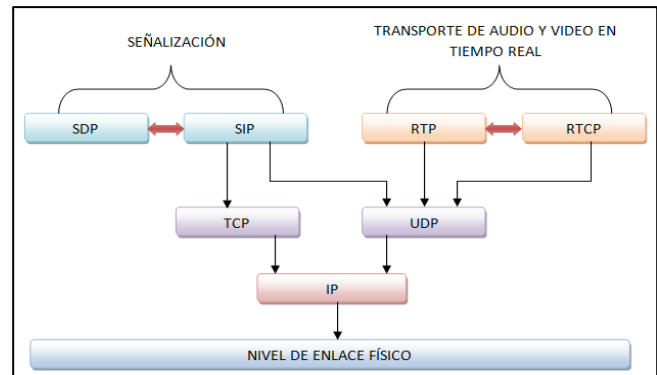 SEÑALIZACIÓN
TRANSPORTE DE AUDIO Y VIDEO EN
TIEMPO REAL
SDP
SIP
RTP
RTCP
TCP
UDP
IP
NIVEL DE ENLACE FÍSICO